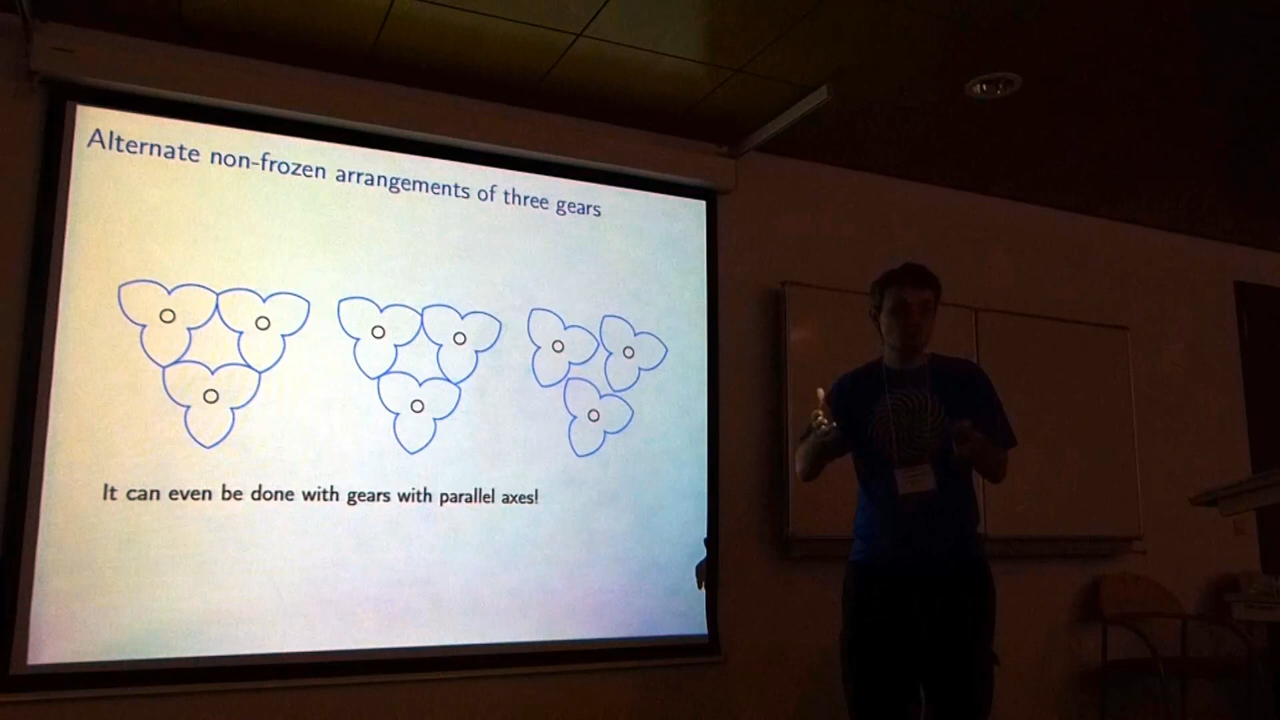 Alternate non-frozen arrangements of three gears
It can even be done with gears with parallel axes!